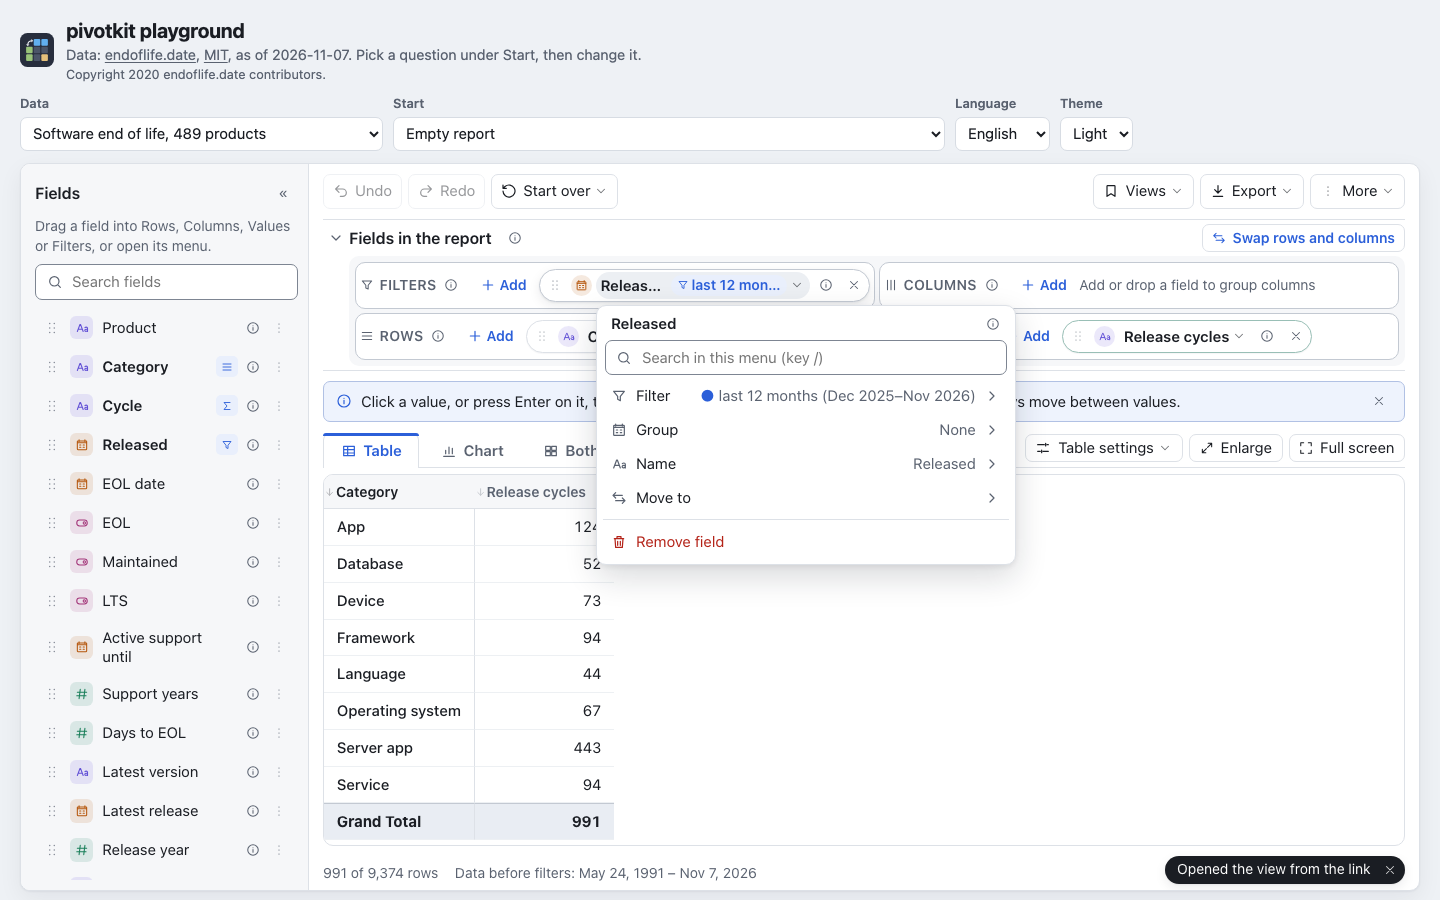 pivotkit playground
Data: endoflife.date, MIT, as of 2026-11-07. Pick a question under Start, then change it.
Copyright 2020 endoflife.date contributors.
Data
Start
Language
Theme
Software end of life, 489 products
Empty report
English
Light
Fields
«
Drag a field into Rows, Columns, Values
or Filters, or open its menu.
Search fields
Aa Product
Aa Category
Aa Cycle Σ
Released
EOL date
EOL
Maintained
LTS
Active support
until
# Support years
# Days to EOL
Aa Latest version
Latest release
# Release year
Undo
Redo
Start over
Views
Export
More
Fields in the report
Swap rows and columns
FILTERS
+ Add
Releas...
last 12 mon...
COLUMNS
+ Add
Add or drop a field to group columns
ROWS
+ Add
Aa
Add
Aa Release cycles
Released
Search in this menu (key /)
Filter
last 12 months (Dec 2025–Nov 2026)
Group
None
Aa Name
Released
Move to
Remove field
Click a value, or press Enter on it,
move between values.
Table
Chart
Both
Table settings
Enlarge
Full screen
↓ Category
↓ Release cycles
App 124
Database 52
Device 73
Framework 94
Language 44
Operating system 67
Server app 443
Service 94
Grand Total 991
991 of 9,374 rows
Data before filters: May 24, 1991 – Nov 7, 2026
Opened the view from the link